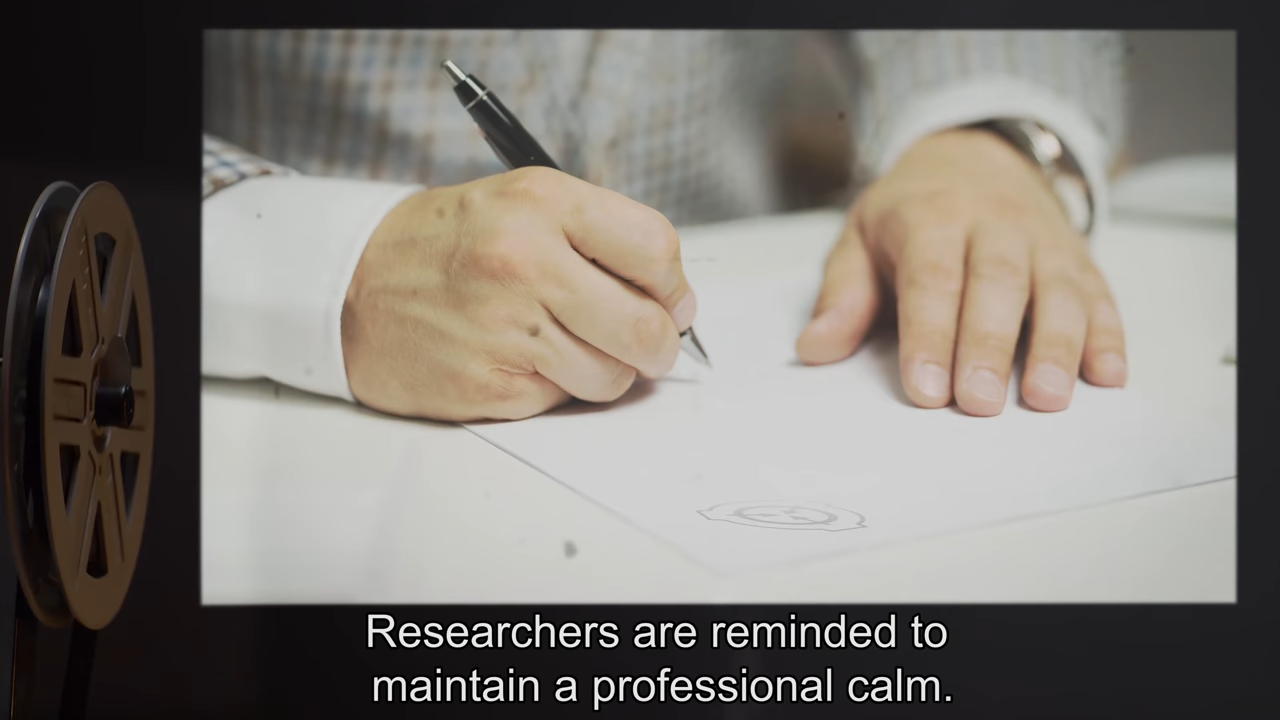 Researchers are reminded to
maintain a professional calm.